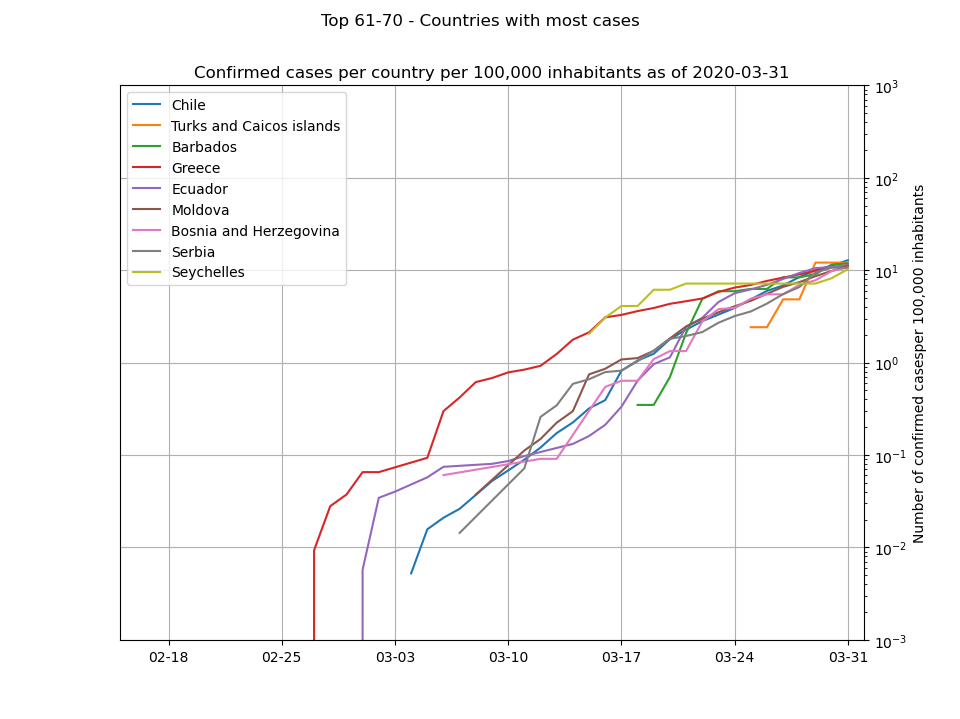 Top 61-70 - Countries with most cases
Confirmed cases per country per 100,000 inhabitants as of 2020-03-31
Chile
Turks and Caicos islands
Barbados
Greece
Ecuador
Moldova
Bosnia and Herzegovina
Serbia
Seychelles
10³
10²
10¹
10⁰
10⁻¹
10⁻²
10⁻³
Number of confirmed casesper 100,000 inhabitants
02-18 02-25 03-03 03-10 03-17 03-24 03-31